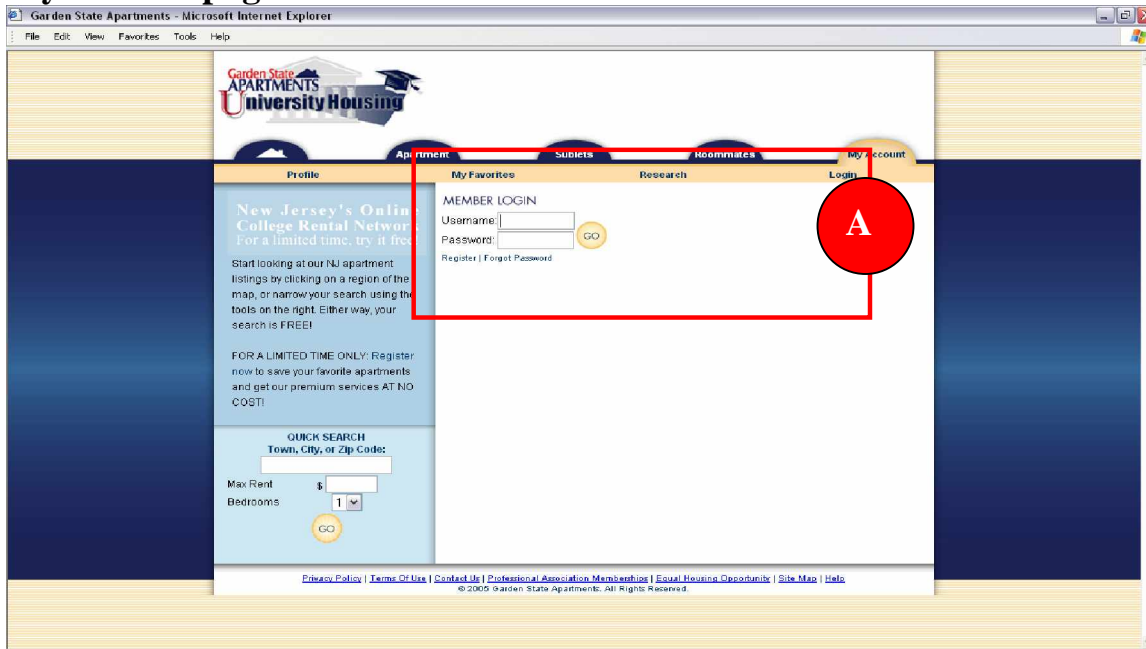 Garden State Apartments - Microsoft Internet Explorer
File Edit View Favorites Tools Help
Garden State
APARTMENTS
University Housing
Apartment Sublets Roommates My Account
Profile My Favorites Research Login
New Jersey's Online
College Rental Network
For a limited time, try it free!
Start looking at our NJ apartment
listings by clicking on a region of the
map, or narrow your search using the
tools on the right. Either way, your
search is FREE!
FOR A LIMITED TIME ONLY: Register
now to save your favorite apartments
and get our premium services AT NO
COST!
MEMBER LOGIN
Username:
Password:
GO
Register | Forgot Password
A
QUICK SEARCH
Town, City, or Zip Code:
Max Rent $
Bedrooms 1
GO
Privacy Policy | Terms Of Use | Contact Us | Professional Association Memberships | Equal Housing Opportunity | Site Map | Help
© 2005 Garden State Apartments. All Rights Reserved.